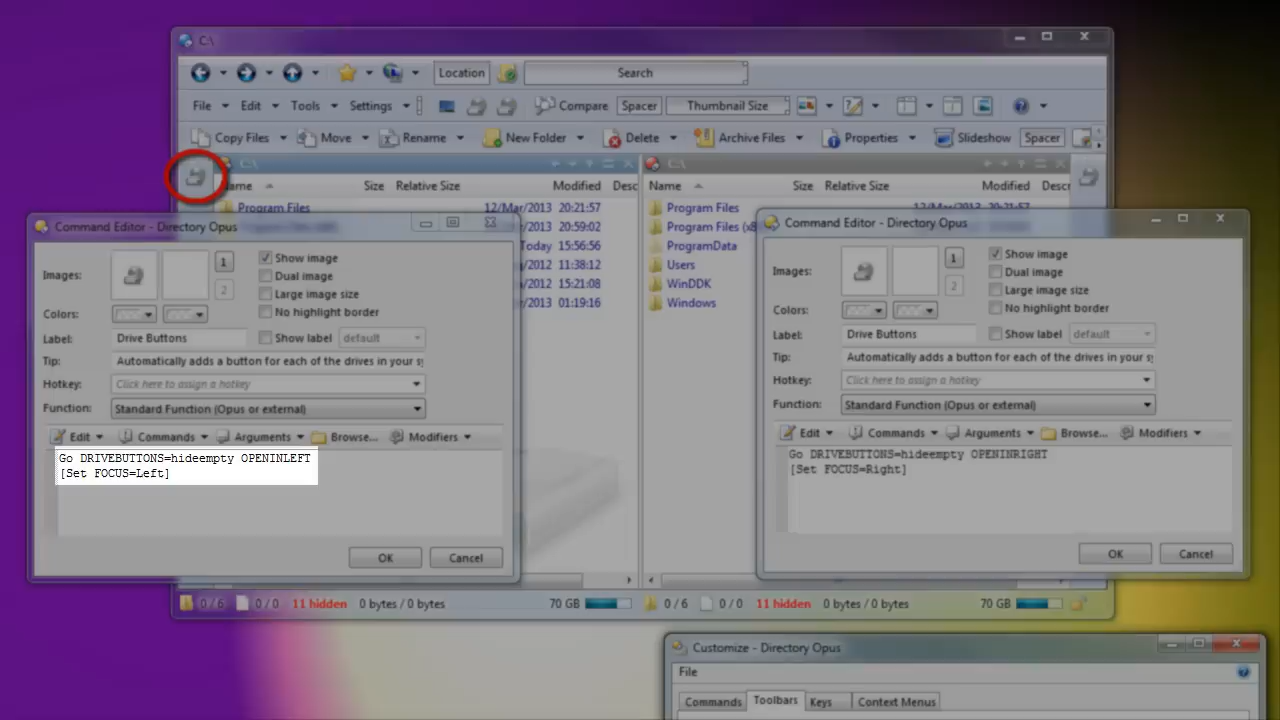 C:\
Location
Search
File Edit Tools Settings Compare Spacer Thumbnail Size
Copy Files Move Rename New Folder Delete Archive Files Properties Slideshow Spacer
C:\ C:\
Name Size Relative Size Modified Desc Name Size Relative Size Modified Descr
Program Files 12/Mar/2013 20:21:57 Program Files 12/Mar/2013 20:21:57
20:59:02 Program Files (x8
Today 15:56:56 ProgramData
2012 11:38:12 Users
2012 15:21:08 WinDDK
2013 01:19:16 Windows
Command Editor - Directory Opus
Images: 1 2
Show image
Dual image
Large image size
No highlight border
Colors:
Label: Drive Buttons Show label default
Tip: Automatically adds a button for each of the drives in your sy
Hotkey: Click here to assign a hotkey
Function: Standard Function (Opus or external)
Edit Commands Arguments Browse... Modifiers
Go DRIVEBUTTONS=hideempty OPENINLEFT
[Set FOCUS=Left]
OK Cancel
Command Editor - Directory Opus
Images: 1 2
Show image
Dual image
Large image size
No highlight border
Colors:
Label: Drive Buttons Show label default
Tip: Automatically adds a button for each of the drives in your sy
Hotkey: Click here to assign a hotkey
Function: Standard Function (Opus or external)
Edit Commands Arguments Browse... Modifiers
Go DRIVEBUTTONS=hideempty OPENINRIGHT
[Set FOCUS=Right]
OK Cancel
0 / 6 0 / 0 11 hidden 0 bytes / 0 bytes 70 GB 0 / 6 0 / 0 11 hidden 0 bytes / 0 bytes 70 GB
Customize - Directory Opus
File
Commands Toolbars Keys Context Menus